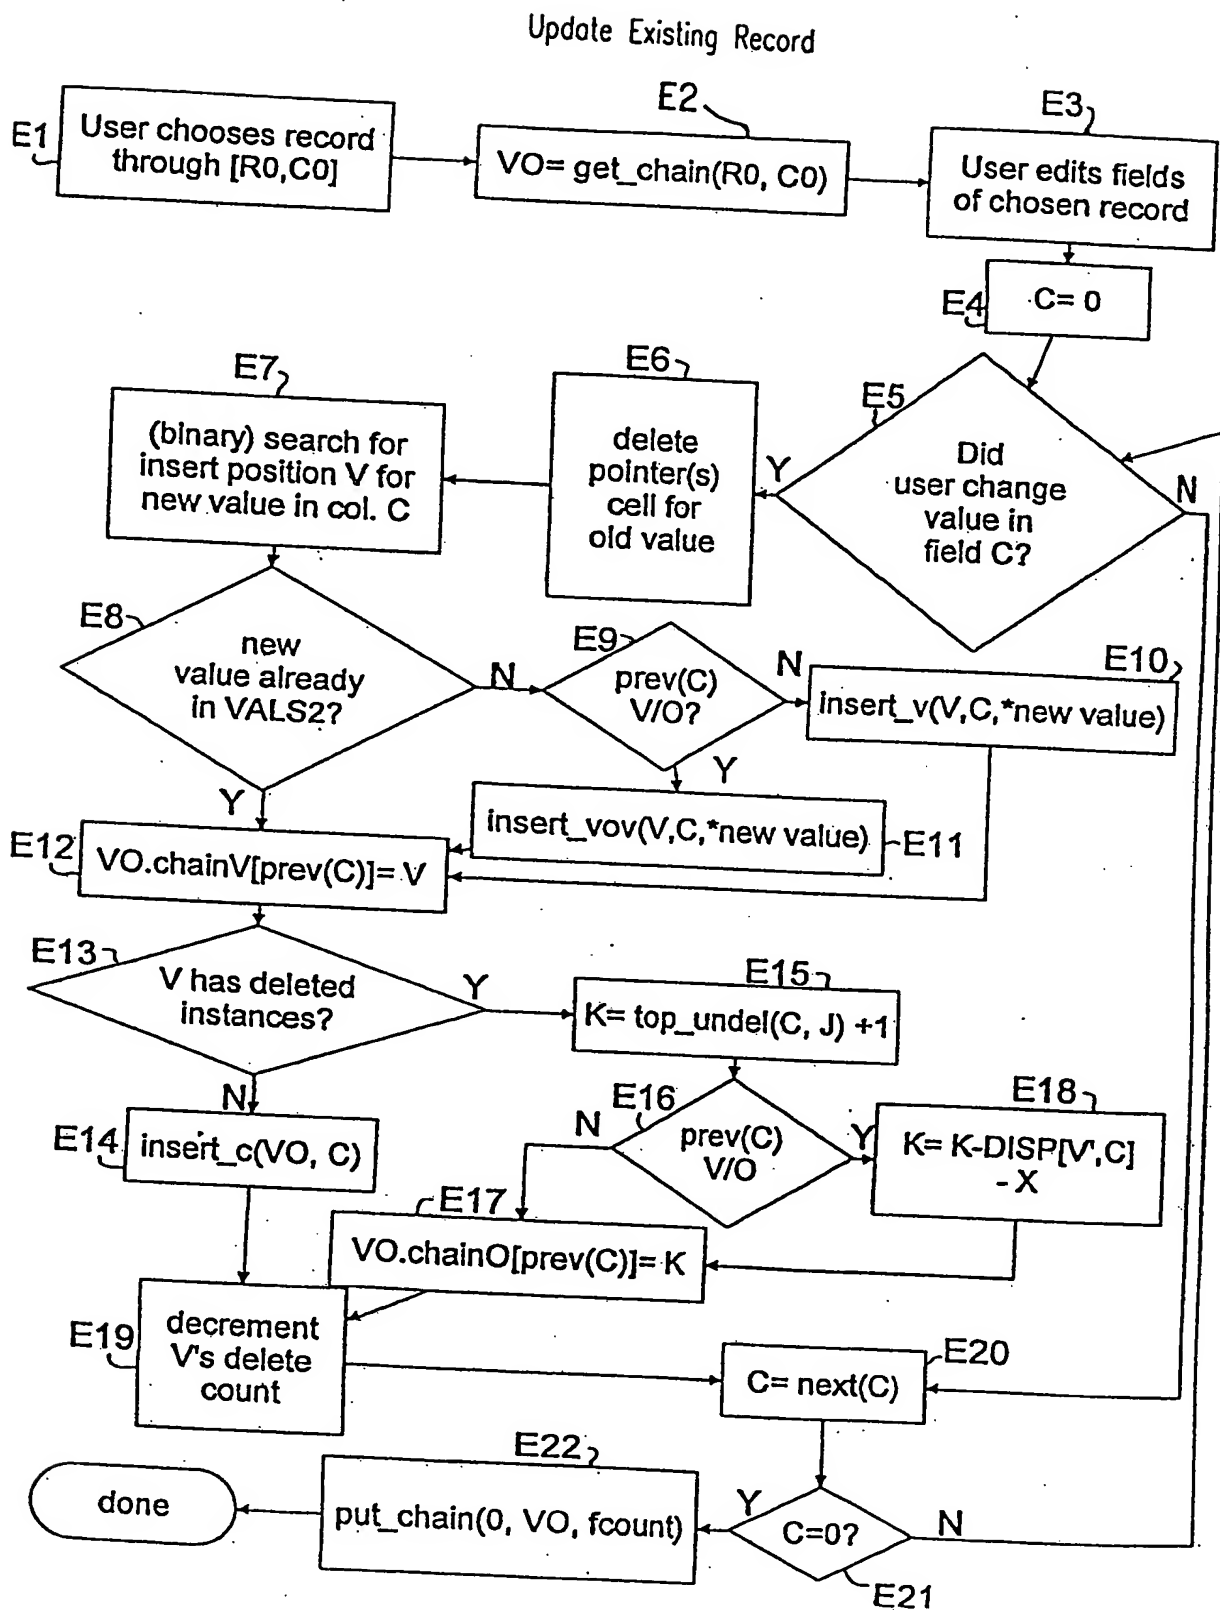 Update Existing Record
E1
User chooses record
through [R0,C0]
E2
VO= get_chain(R0, C0)
E3
User edits fields
of chosen record
E4
C= 0
E5
Did
user change
value in
field C?
Y
N
E6
delete
pointer(s)
cell for
old value
E7
(binary) search for
insert position V for
new value in col. C
E8
new
value already
in VALS2?
N
Y
E9
prev(C)
V/O?
N
Y
E10
insert_v(V,C,*new value)
insert_vov(V,C,*new value)
E11
E12
VO.chainV[prev(C)]= V
E13
V has deleted
instances?
Y
N
E14
insert_c(VO, C)
E15
K= top_undel(C, J) +1
E16
prev(C)
V/O
N
Y
E18
K= K-DISP[V',C]
- X
E17
VO.chainO[prev(C)]= K
E19
decrement
V's delete
count
E20
C= next(C)
E21
C=0?
Y
N
E22
put_chain(0, VO, fcount)
done